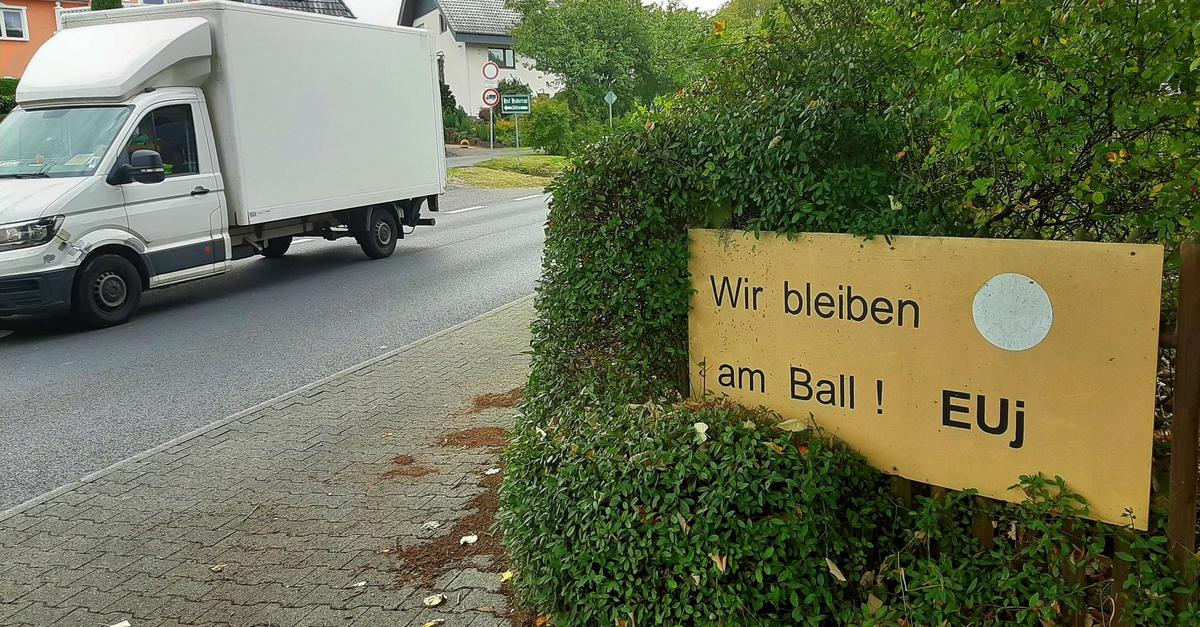 Wir bleiben
am Ball !
EUj